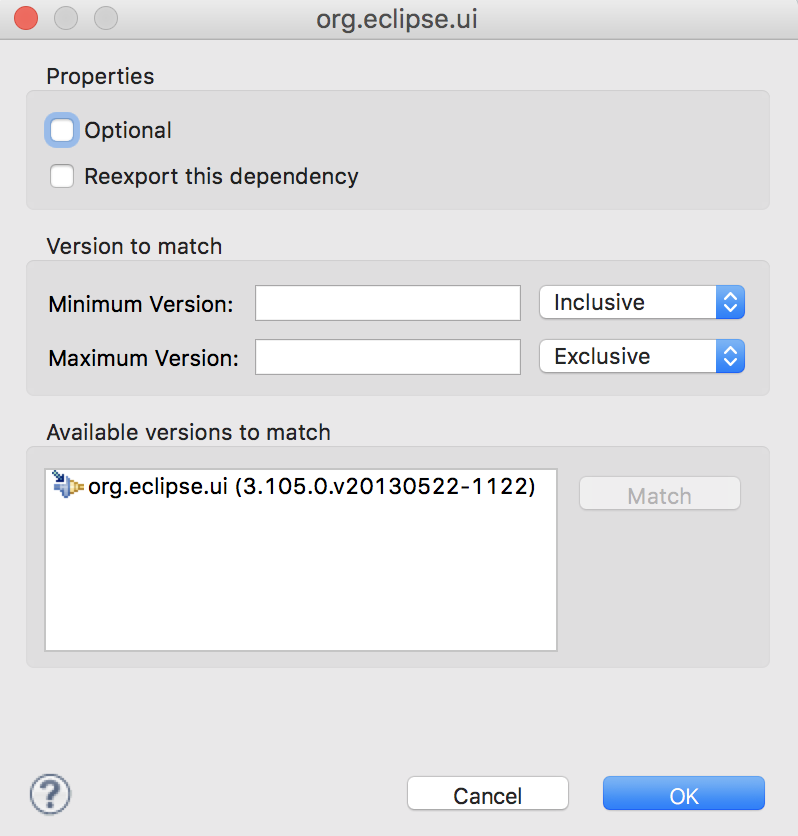 org.eclipse.ui
Properties
Optional
Reexport this dependency
Version to match
Minimum Version: Inclusive
Maximum Version: Exclusive
Available versions to match
org.eclipse.ui (3.105.0.v20130522-1122) Match
? Cancel OK